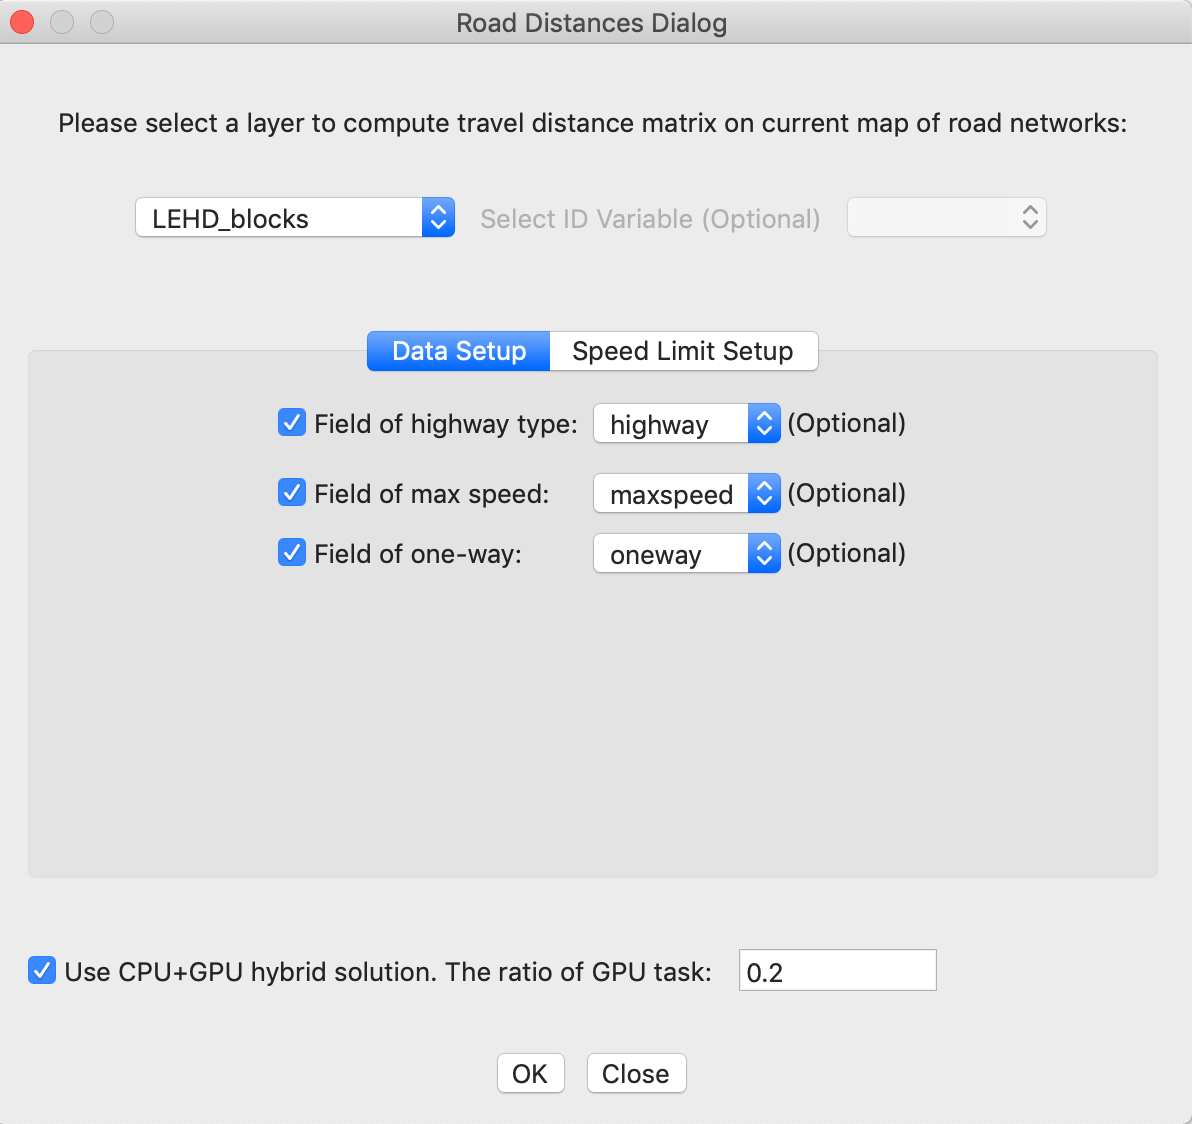 Road Distances Dialog
Please select a layer to compute travel distance matrix on current map of road networks:
LEHD_blocks Select ID Variable (Optional)
Data Setup Speed Limit Setup
Field of highway type: highway (Optional)
Field of max speed: maxspeed (Optional)
Field of one-way: oneway (Optional)
Use CPU+GPU hybrid solution. The ratio of GPU task: 0.2
OK Close